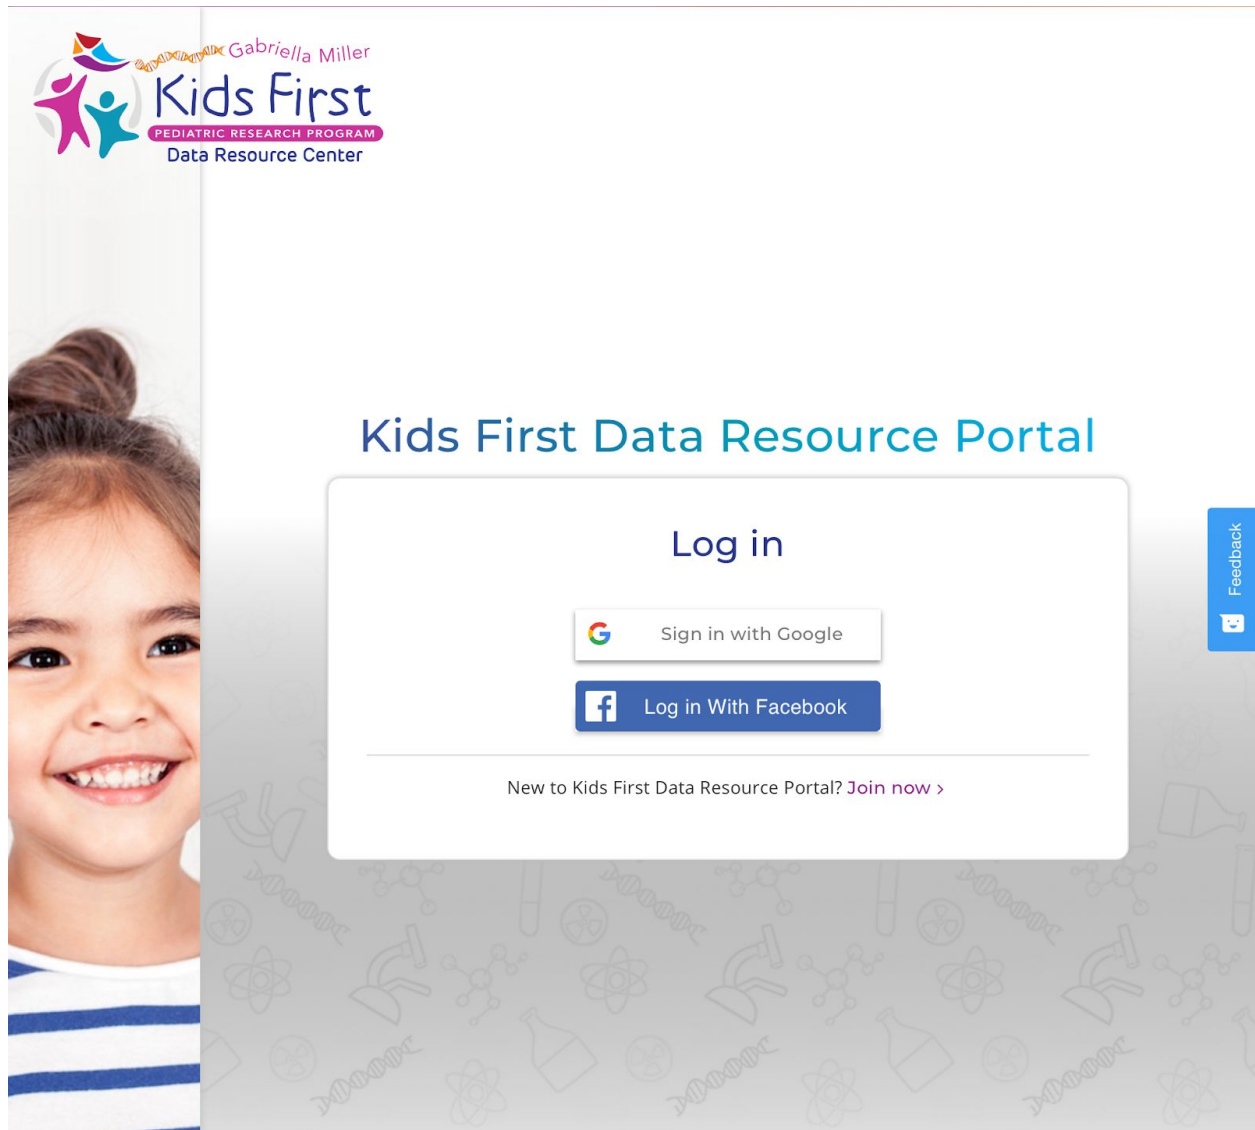 Gabriella Miller
Kids First
PEDIATRIC RESEARCH PROGRAM
Data Resource Center
Kids First Data Resource Portal
Log in
Sign in with Google
Log in With Facebook
New to Kids First Data Resource Portal? Join now >
Feedback